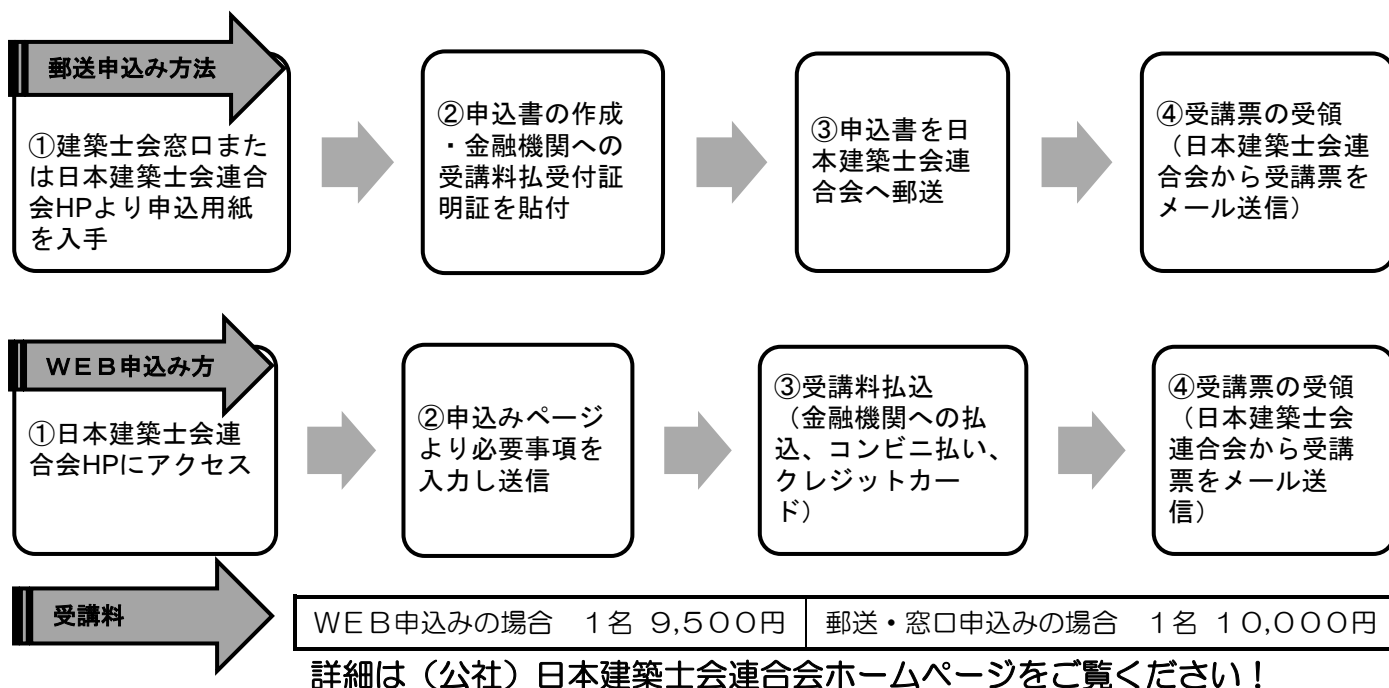 郵送申込み方法
①建築士会窓口また
は日本建築士会連合
会HPより申込用紙
を入手
②申込書の作成
・金融機関への
受講料払受付証
明証を貼付
③申込書を日
本建築士会連
合会へ郵送
④受講票の受領
（日本建築士会連
合会から受講票を
メール送信）
WEB申込み方
①日本建築士会連
合会HPにアクセス
②申込みページ
より必要事項を
入力し送信
③受講料払込
（金融機関への払
込、コンビニ払い、
クレジットカー
ド）
④受講票の受領
（日本建築士会
連合会から受講
票をメール送
信）
受講料
WEB申込みの場合　1名 9,500円
郵送・窓口申込みの場合　1名 10,000円
詳細は（公社）日本建築士会連合会ホームページをご覧ください！